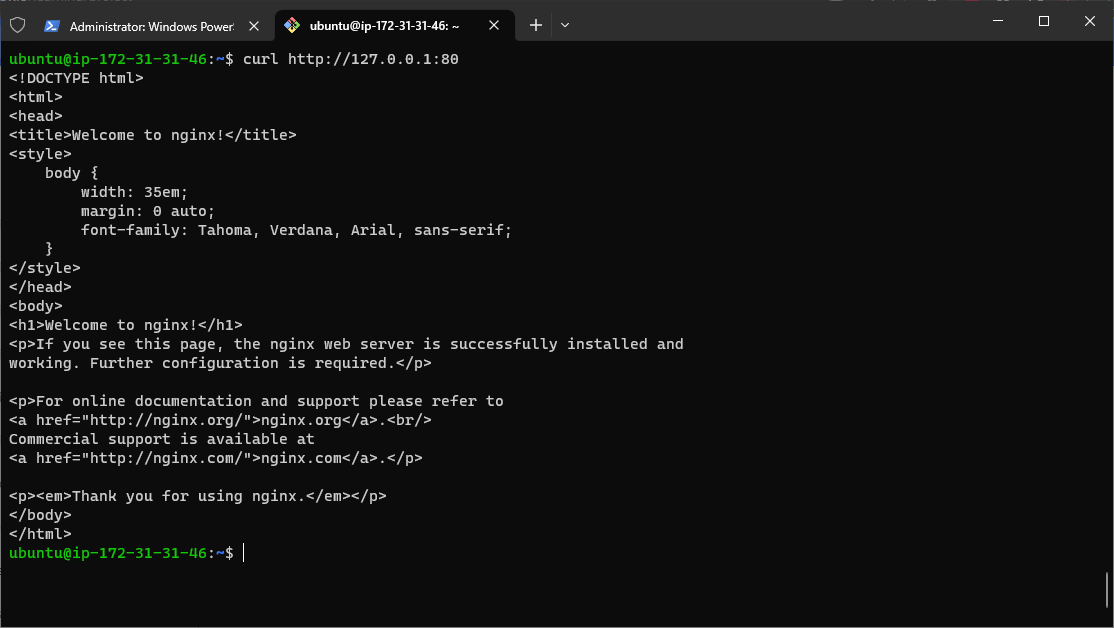 Administrator: Windows Power
ubuntu@ip-172-31-31-46: ~
ubuntu@ip-172-31-31-46:~$ curl http://127.0.0.1:80
<!DOCTYPE html>
<html>
<head>
<title>Welcome to nginx!</title>
<style>
    body {
        width: 35em;
        margin: 0 auto;
        font-family: Tahoma, Verdana, Arial, sans-serif;
    }
</style>
</head>
<body>
<h1>Welcome to nginx!</h1>
<p>If you see this page, the nginx web server is successfully installed and
working. Further configuration is required.</p>

<p>For online documentation and support please refer to
<a href="http://nginx.org/">nginx.org</a>.<br/>
Commercial support is available at
<a href="http://nginx.com/">nginx.com</a>.</p>

<p><em>Thank you for using nginx.</em></p>
</body>
</html>
ubuntu@ip-172-31-31-46:~$